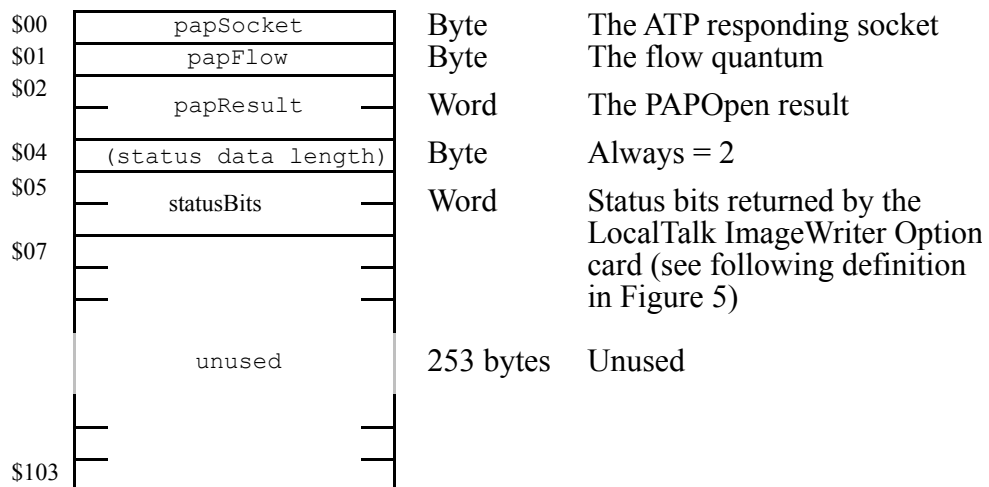 $00 papSocket Byte The ATP responding socket
$01 papFlow Byte The flow quantum
$02 papResult Word The PAPOpen result
$04 (status data length) Byte Always = 2
$05 statusBits Word Status bits returned by the
LocalTalk ImageWriter Option
card (see following definition
in Figure 5)
$07
unused 253 bytes Unused
$103